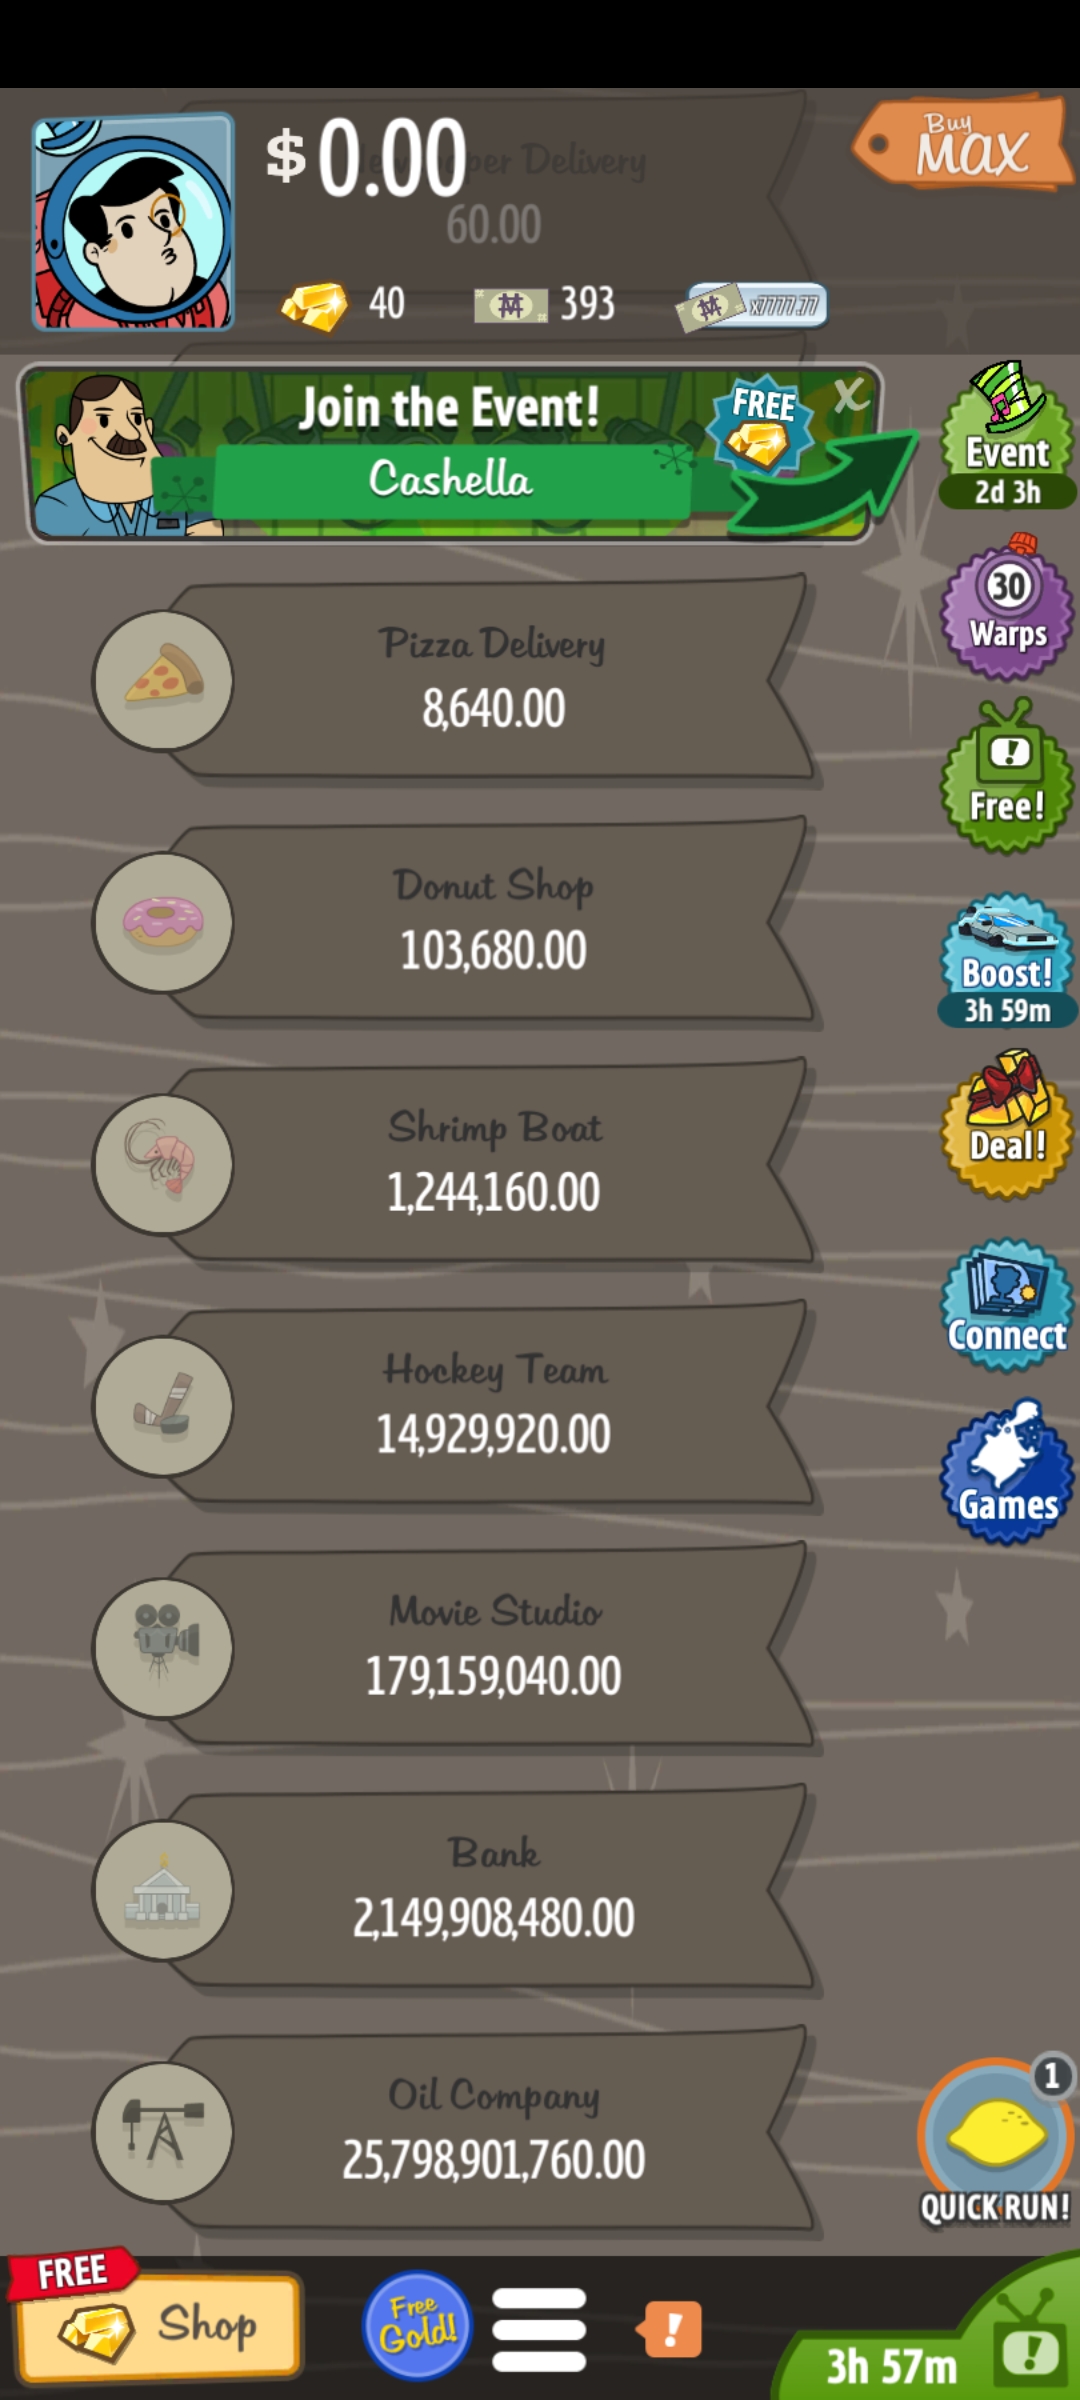 $0.00
Newspaper Delivery
60.00
Buy
MAX
40
393
x7777.77
Join the Event!
Cashella
FREE
X
Event
2d 3h
30
Warps
Pizza Delivery
8,640.00
!
Free!
Donut Shop
103,680.00
Boost!
3h 59m
Shrimp Boat
1,244,160.00
Deal!
Connect
Hockey Team
14,929,920.00
Games
Movie Studio
179,159,040.00
Bank
2,149,908,480.00
Oil Company
25,798,901,760.00
1
QUICK RUN!
FREE
Shop
Free
Gold!
!
3h 57m
!